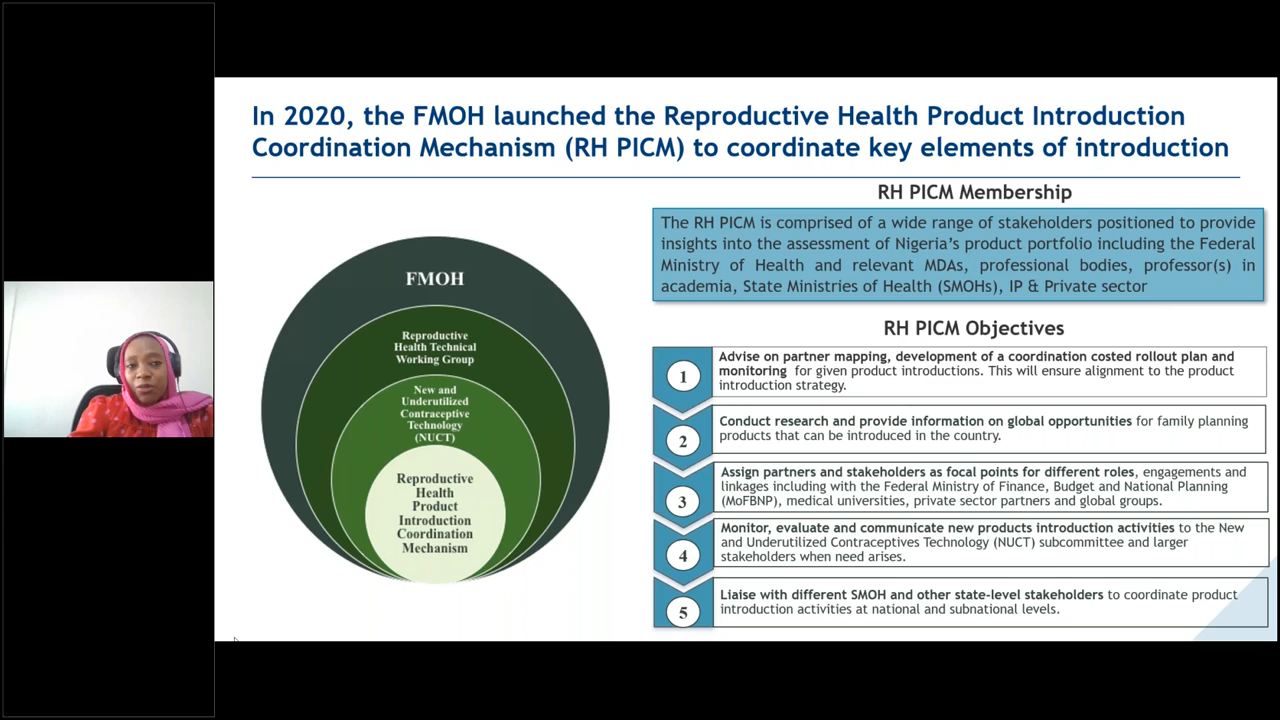 In 2020, the FMOH launched the Reproductive Health Product Introduction
Coordination Mechanism (RH PICM) to coordinate key elements of introduction
FMOH
Reproductive
Health Technical
Working Group
New and
Underutilized
Contraceptive
Technology
(NUCT)
Reproductive
Health
Product
Introduction
Coordination
Mechanism
RH PICM Membership
The RH PICM is comprised of a wide range of stakeholders positioned to provide
insights into the assessment of Nigeria’s product portfolio including the Federal
Ministry of Health and relevant MDAs, professional bodies, professor(s) in
academia, State Ministries of Health (SMOHs), IP & Private sector
RH PICM Objectives
1
Advise on partner mapping, development of a coordination costed rollout plan and
monitoring for given product introductions. This will ensure alignment to the product
introduction strategy.
2
Conduct research and provide information on global opportunities for family planning
products that can be introduced in the country.
3
Assign partners and stakeholders as focal points for different roles, engagements and
linkages including with the Federal Ministry of Finance, Budget and National Planning
(MoFBNP), medical universities, private sector partners and global groups.
4
Monitor, evaluate and communicate new products introduction activities to the New
and Underutilized Contraceptives Technology (NUCT) subcommittee and larger
stakeholders when need arises.
5
Liaise with different SMOH and other state-level stakeholders to coordinate product
introduction activities at national and subnational levels.